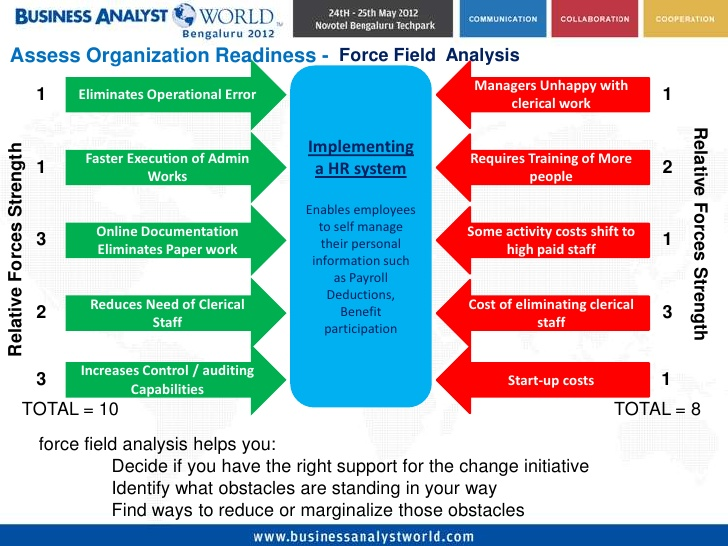 BUSINESS ANALYST WORLD™
Bengaluru 2012
24tH - 25th May 2012
Novotel Bengaluru Techpark
COMMUNICATION
COLLABORATION
COOPERATION
Assess Organization Readiness - Force Field Analysis
Relative Forces Strength
1
Eliminates Operational Error
1
Faster Execution of Admin
Works
3
Online Documentation
Eliminates Paper work
2
Reduces Need of Clerical
Staff
3
Increases Control / auditing
Capabilities
TOTAL = 10
Implementing
a HR system
Enables employees
to self manage
their personal
information such
as Payroll
Deductions,
Benefit
participation
Managers Unhappy with
clerical work
1
Requires Training of More
people
2
Some activity costs shift to
high paid staff
1
Cost of eliminating clerical
staff
3
Start-up costs
1
TOTAL = 8
Relative Forces Strength
force field analysis helps you:
Decide if you have the right support for the change initiative
Identify what obstacles are standing in your way
Find ways to reduce or marginalize those obstacles
www.businessanalystworld.com